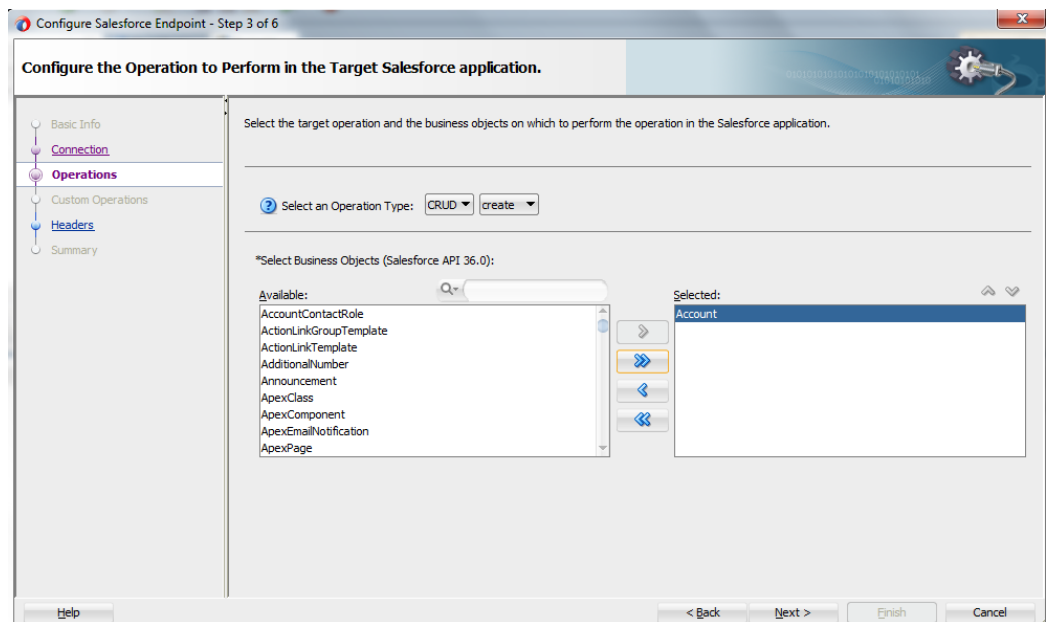 Configure Salesforce Endpoint - Step 3 of 6
Configure the Operation to Perform in the Target Salesforce application.
Basic Info
Connection
Operations
Custom Operations
Headers
Summary
Select the target operation and the business objects on which to perform the operation in the Salesforce application.
Select an Operation Type: CRUD create
*Select Business Objects (Salesforce API 36.0):
Available:
AccountContactRole
ActionLinkGroupTemplate
ActionLinkTemplate
AdditionalNumber
Announcement
ApexClass
ApexComponent
ApexEmailNotification
ApexPage
Selected:
Account
Help
< Back Next > Finish Cancel